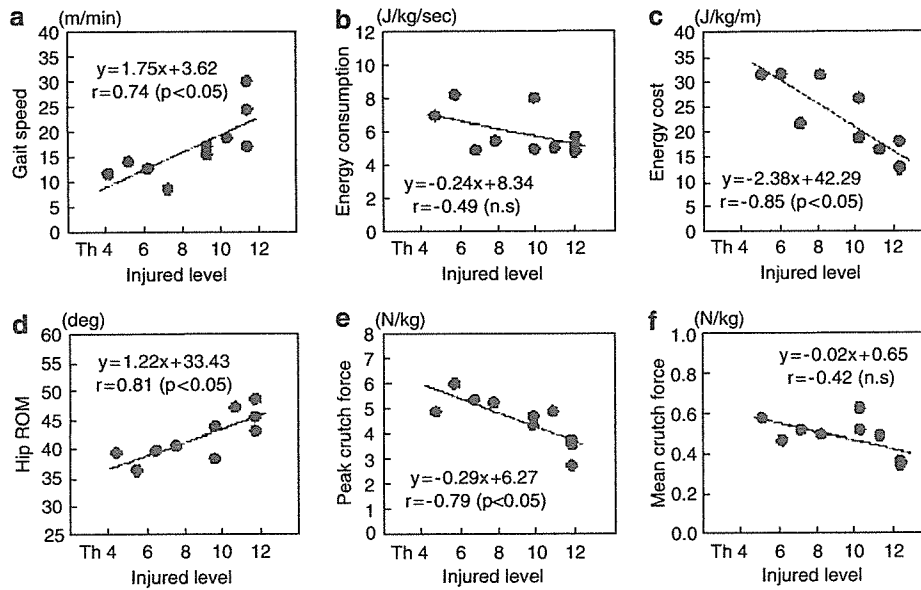 a (m/min)
Gait speed
40
35
30
25
20
15
10
5
0
y=1.75x+3.62
r=0.74 (p<0.05)
Th 4 6 8 10 12
Injured level
b (J/kg/sec)
Energy consumption
12
10
8
6
4
2
0
y=-0.24x+8.34
r=-0.49 (n.s)
Th 4 6 8 10 12
Injured level
c (J/kg/m)
Energy cost
40
35
30
25
20
15
10
5
0
y=-2.38x+42.29
r=-0.85 (p<0.05)
Th 4 6 8 10 12
Injured level
d (deg)
Hip ROM
60
55
50
45
40
35
30
25
y=1.22x+33.43
r=0.81 (p<0.05)
Th 4 6 8 10 12
Injured level
e (N/kg)
Peak crutch force
8
7
6
5
4
3
2
1
0
y=-0.29x+6.27
r=-0.79 (p<0.05)
Th 4 6 8 10 12
Injured level
f (N/kg)
Mean crutch force
1.0
0.8
0.6
0.4
0.2
0.0
y=-0.02x+0.65
r=-0.42 (n.s)
Th 4 6 8 10 12
Injured level